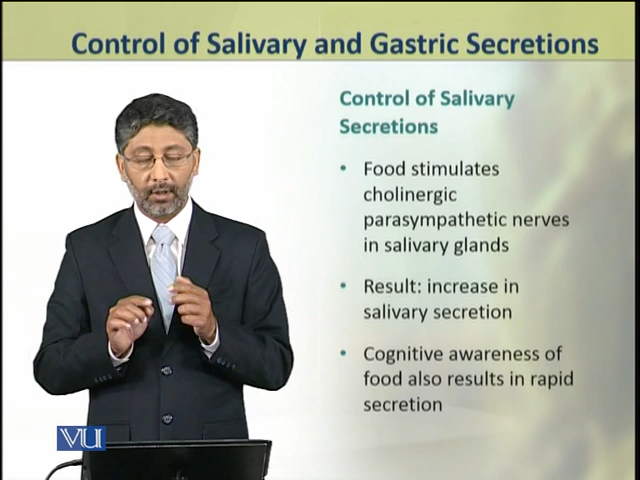 Control of Salivary and Gastric Secretions
Control of Salivary
Secretions
• Food stimulates
cholinergic
parasympathetic nerves
in salivary glands
• Result: increase in
salivary secretion
• Cognitive awareness of
food also results in rapid
secretion
VU